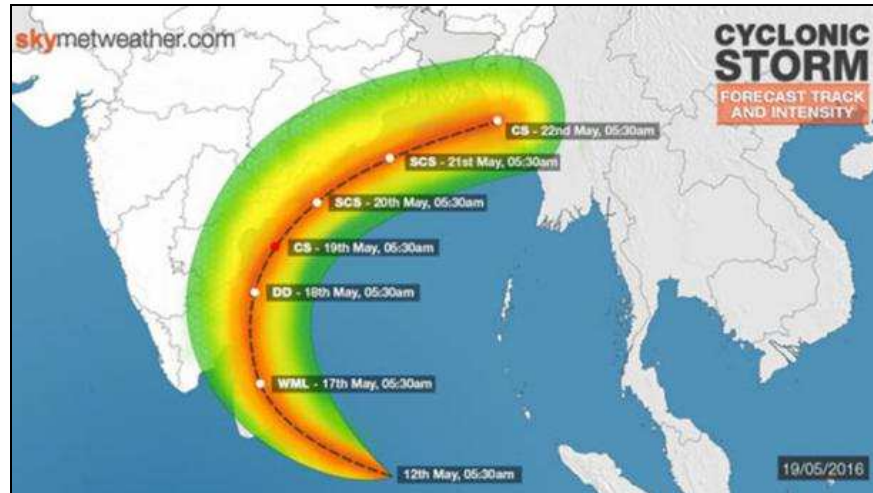 skymetweather.com
CYCLONIC
STORM
FORECAST TRACK
AND INTENSITY
CS - 22nd May, 05:30am
SCS - 21st May, 05:30am
SCS - 20th May, 05:30am
CS - 19th May, 05:30am
DD - 18th May, 05:30am
WML - 17th May, 05:30am
12th May, 05:30am
19/05/2016